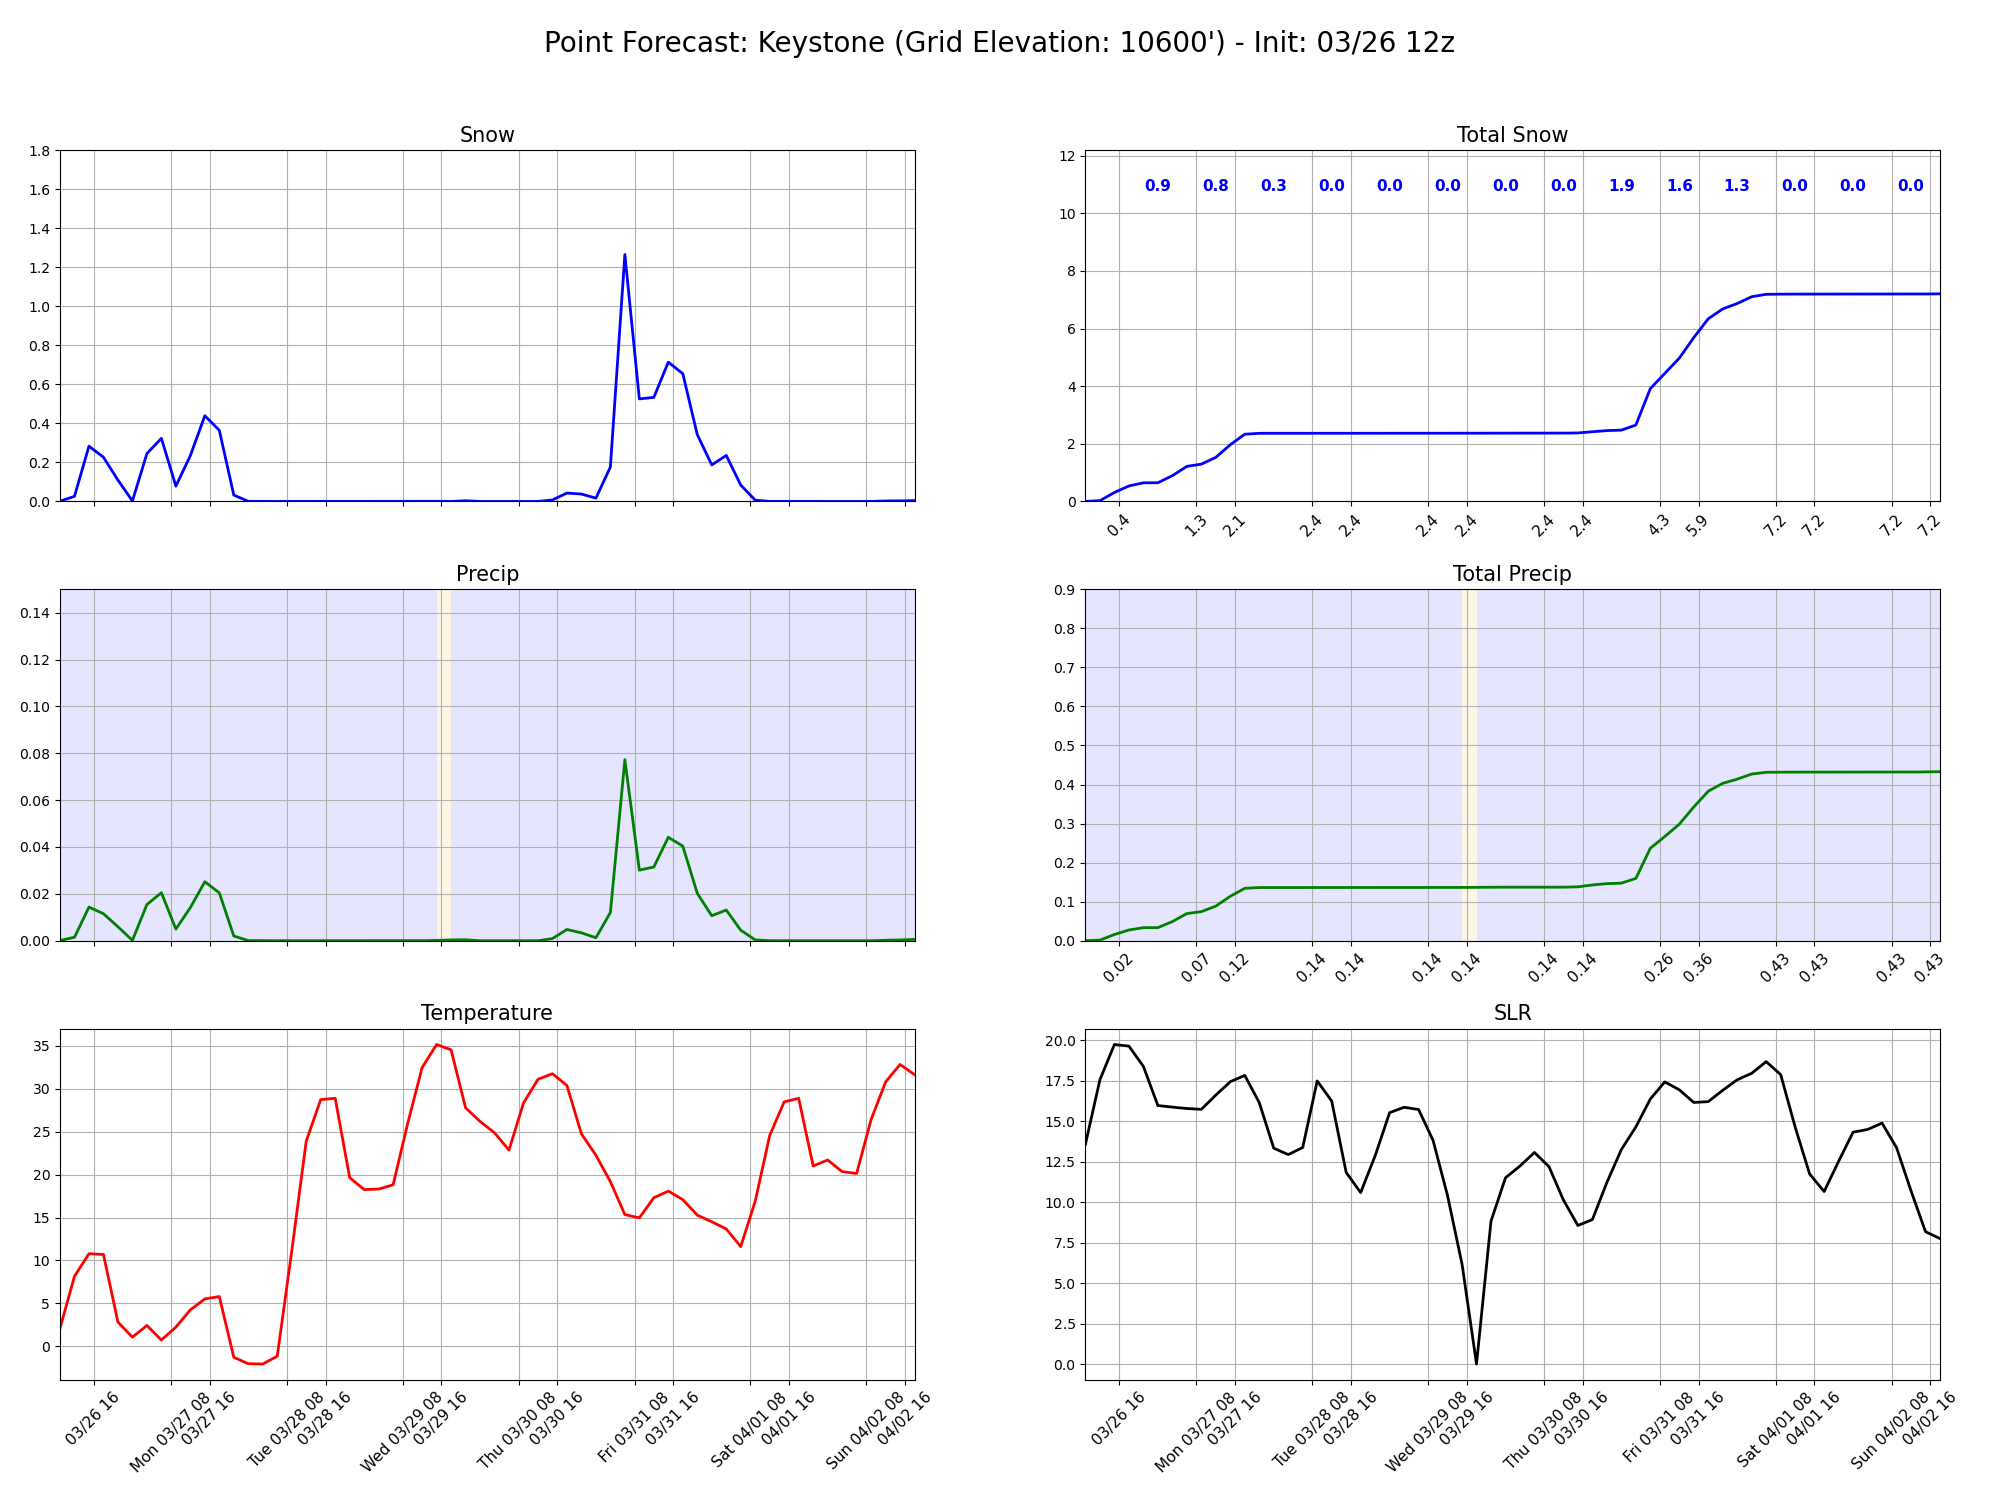 Point Forecast: Keystone (Grid Elevation: 10600') - Init: 03/26 12z
Snow
1.8
1.6
1.4
1.2
1.0
0.8
0.6
0.4
0.2
0.0
Total Snow
12
10
8
6
4
2
0
0.9 0.8 0.3 0.0 0.0 0.0 0.0 0.0 1.9 1.6 1.3 0.0 0.0 0.0
0.4 1.3 2.1 2.4 2.4 2.4 2.4 2.4 2.4 4.3 5.9 7.2 7.2 7.2 7.2
Precip
0.14
0.12
0.10
0.08
0.06
0.04
0.02
0.00
Total Precip
0.9
0.8
0.7
0.6
0.5
0.4
0.3
0.2
0.1
0.0
0.02 0.07 0.12 0.14 0.14 0.14 0.14 0.14 0.14 0.26 0.36 0.43 0.43 0.43 0.43
Temperature
35
30
25
20
15
10
5
0
03/26 16
Mon 03/27 08
03/27 16
Tue 03/28 08
03/28 16
Wed 03/29 08
03/29 16
Thu 03/30 08
03/30 16
Fri 03/31 08
03/31 16
Sat 04/01 08
04/01 16
Sun 04/02 08
04/02 16
SLR
20.0
17.5
15.0
12.5
10.0
7.5
5.0
2.5
0.0
03/26 16
Mon 03/27 08
03/27 16
Tue 03/28 08
03/28 16
Wed 03/29 08
03/29 16
Thu 03/30 08
03/30 16
Fri 03/31 08
03/31 16
Sat 04/01 08
04/01 16
Sun 04/02 08
04/02 16